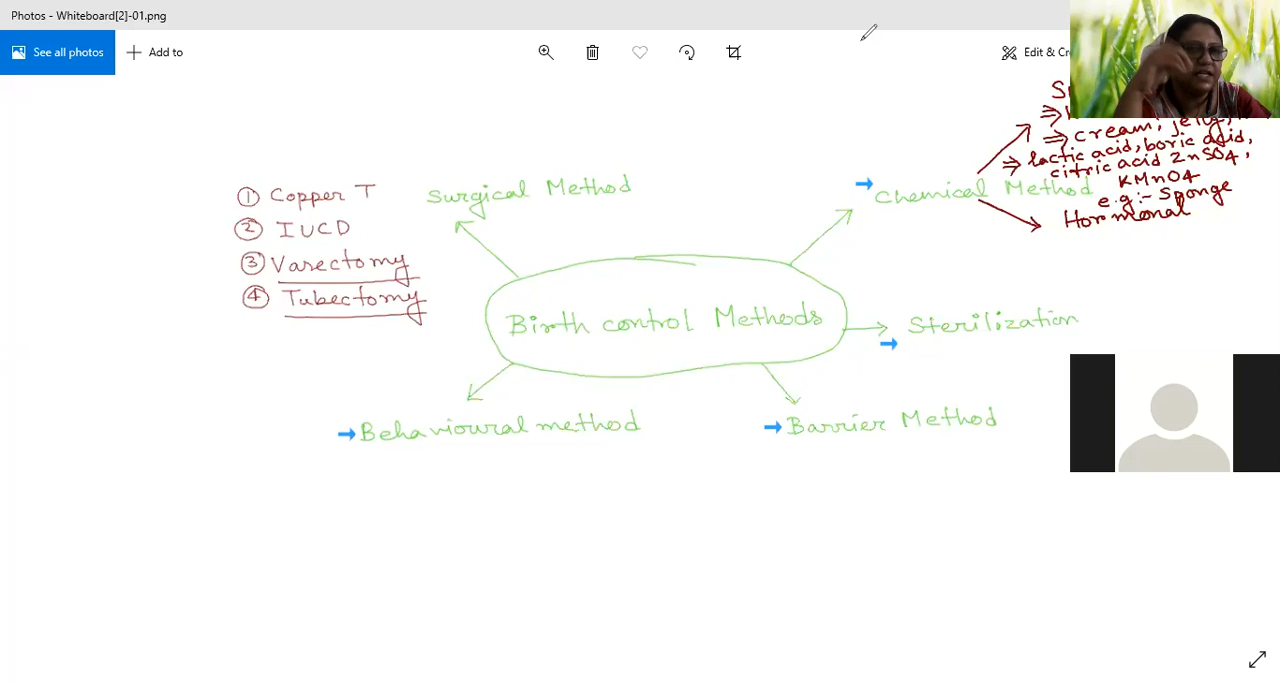 Photos - Whiteboard[2]-01.png
See all photos
Add to
Edit & Cr
① Copper T
② IUCD
③ Varectomy
④ Tubectomy
Surgical Method
Chemical Method
cream, jelly,
lactic acid, boric acid,
citric acid ZnSO4,
KMnO4
e.g:- Sponge
Hormonal
Birth control Methods
Sterilization
Behavioural method
Barrier Method